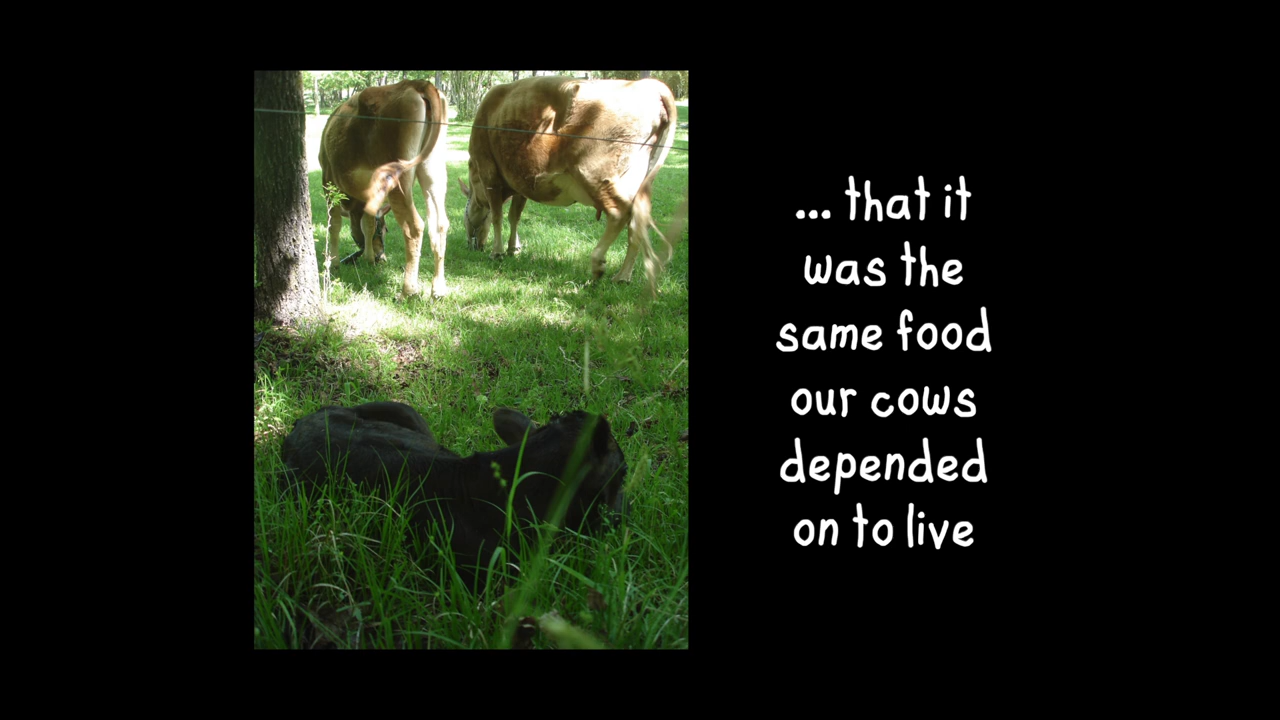 ... that it
was the
same food
our cows
depended
on to live